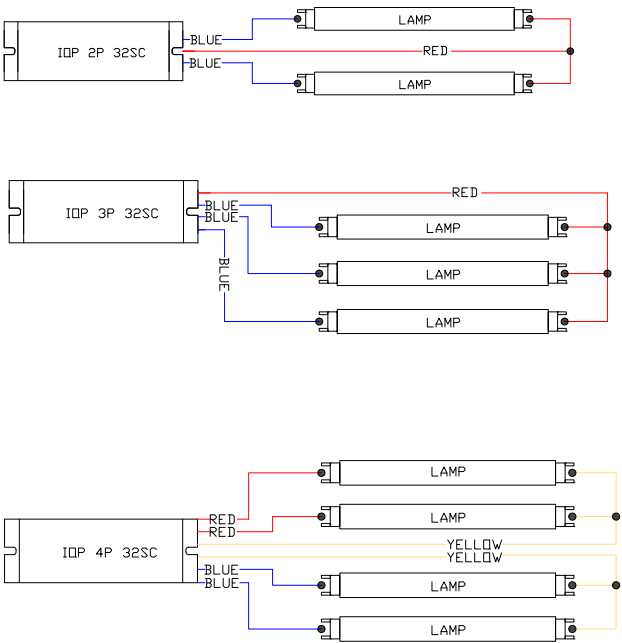 LAMP
BLUE
IOP 2P 32SC
RED
BLUE
LAMP
RED
BLUE
IOP 3P 32SC
BLUE
LAMP
BLUE
LAMP
LAMP
LAMP
RED
LAMP
RED
YELLOW
IOP 4P 32SC
YELLOW
BLUE
BLUE
LAMP
LAMP